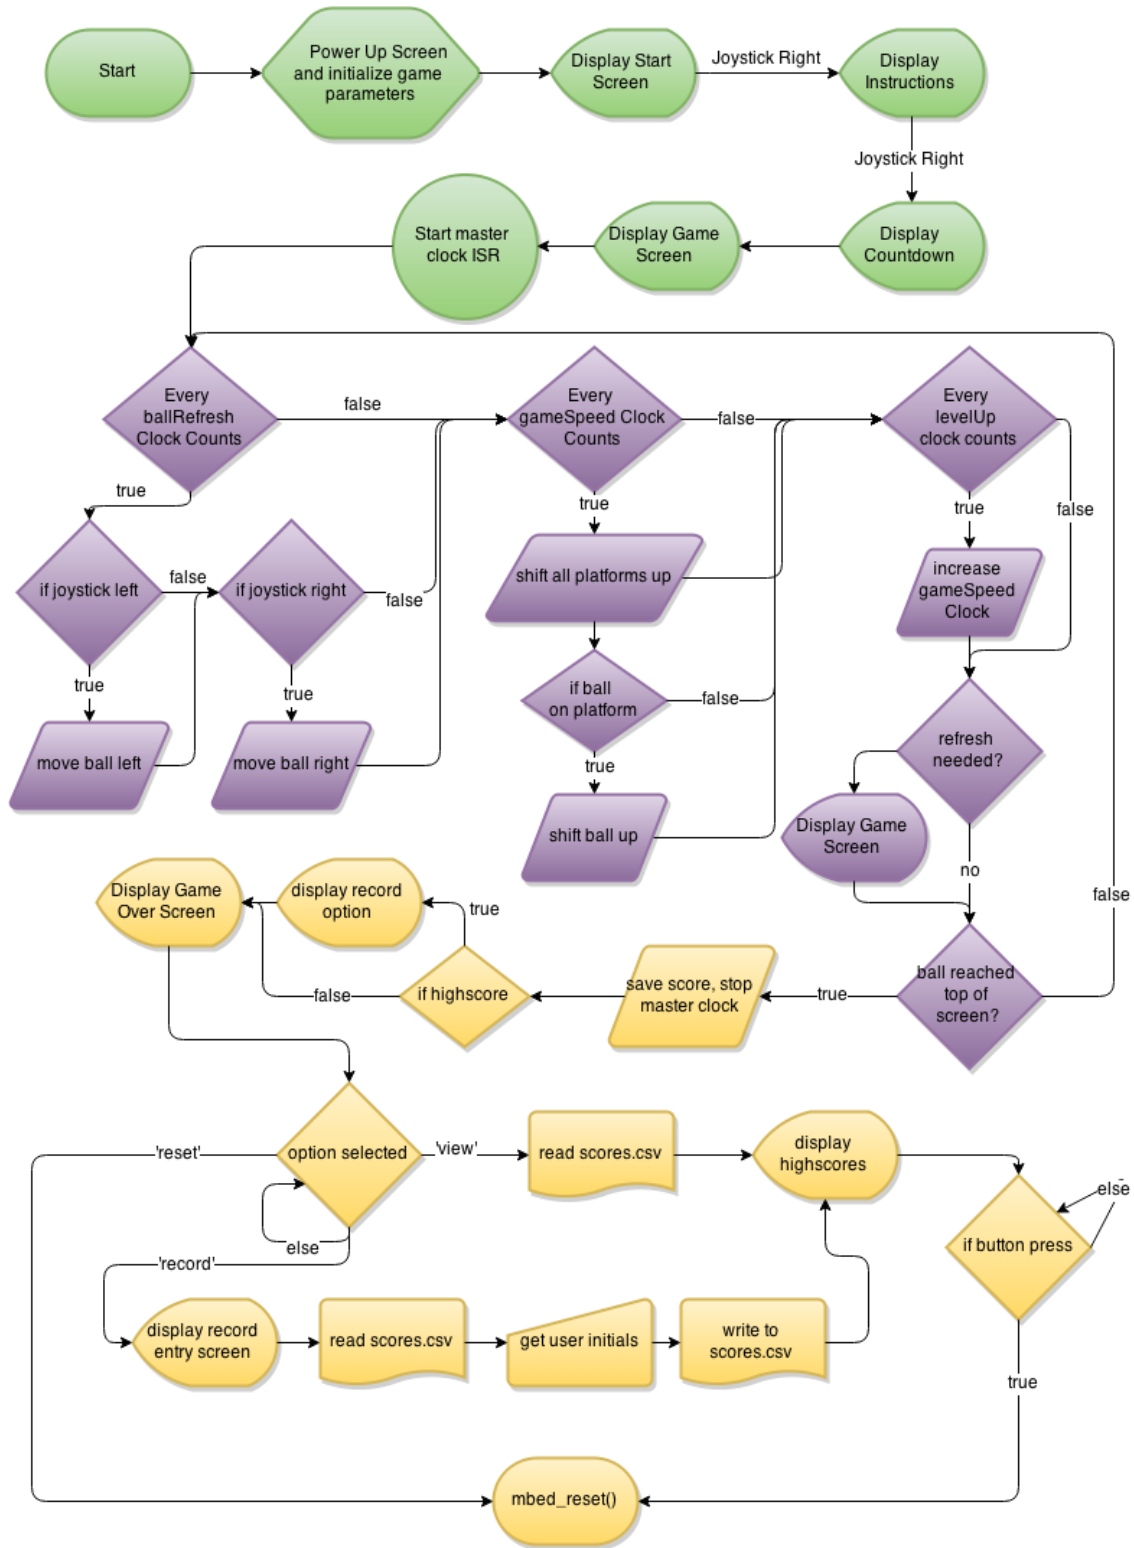 Start
Power Up Screen
and initialize game
parameters
Display Start
Screen
Joystick Right
Display
Instructions
Joystick Right
Start master
clock ISR
Display Game
Screen
Display
Countdown
Every
ballRefresh
Clock Counts
false
Every
gameSpeed Clock
Counts
false
Every
levelUp
clock counts
true
true
true
false
if joystick left
false
if joystick right
false
shift all platforms up
increase
gameSpeed
Clock
true
true
if ball
on platform
false
move ball left
move ball right
true
refresh
needed?
shift ball up
Display Game
Screen
no
false
Display Game
Over Screen
display record
option
true
if highscore
false
save score, stop
master clock
true
ball reached
top of
screen?
'reset'
option selected
'view'
read scores.csv
display
highscores
else
else
if button press
'record'
display record
entry screen
read scores.csv
get user initials
write to
scores.csv
true
mbed_reset()